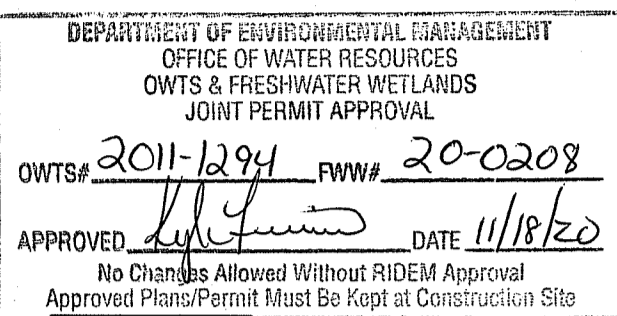 DEPARTMENT OF ENVIRONMENTAL MANAGEMENT
OFFICE OF WATER RESOURCES
OWTS & FRESHWATER WETLANDS
JOINT PERMIT APPROVAL
OWTS# 2011-1294 FWW# 20-0208
APPROVED DATE 11/18/20
No Changes Allowed Without RIDEM Approval
Approved Plans/Permit Must Be Kept at Construction Site